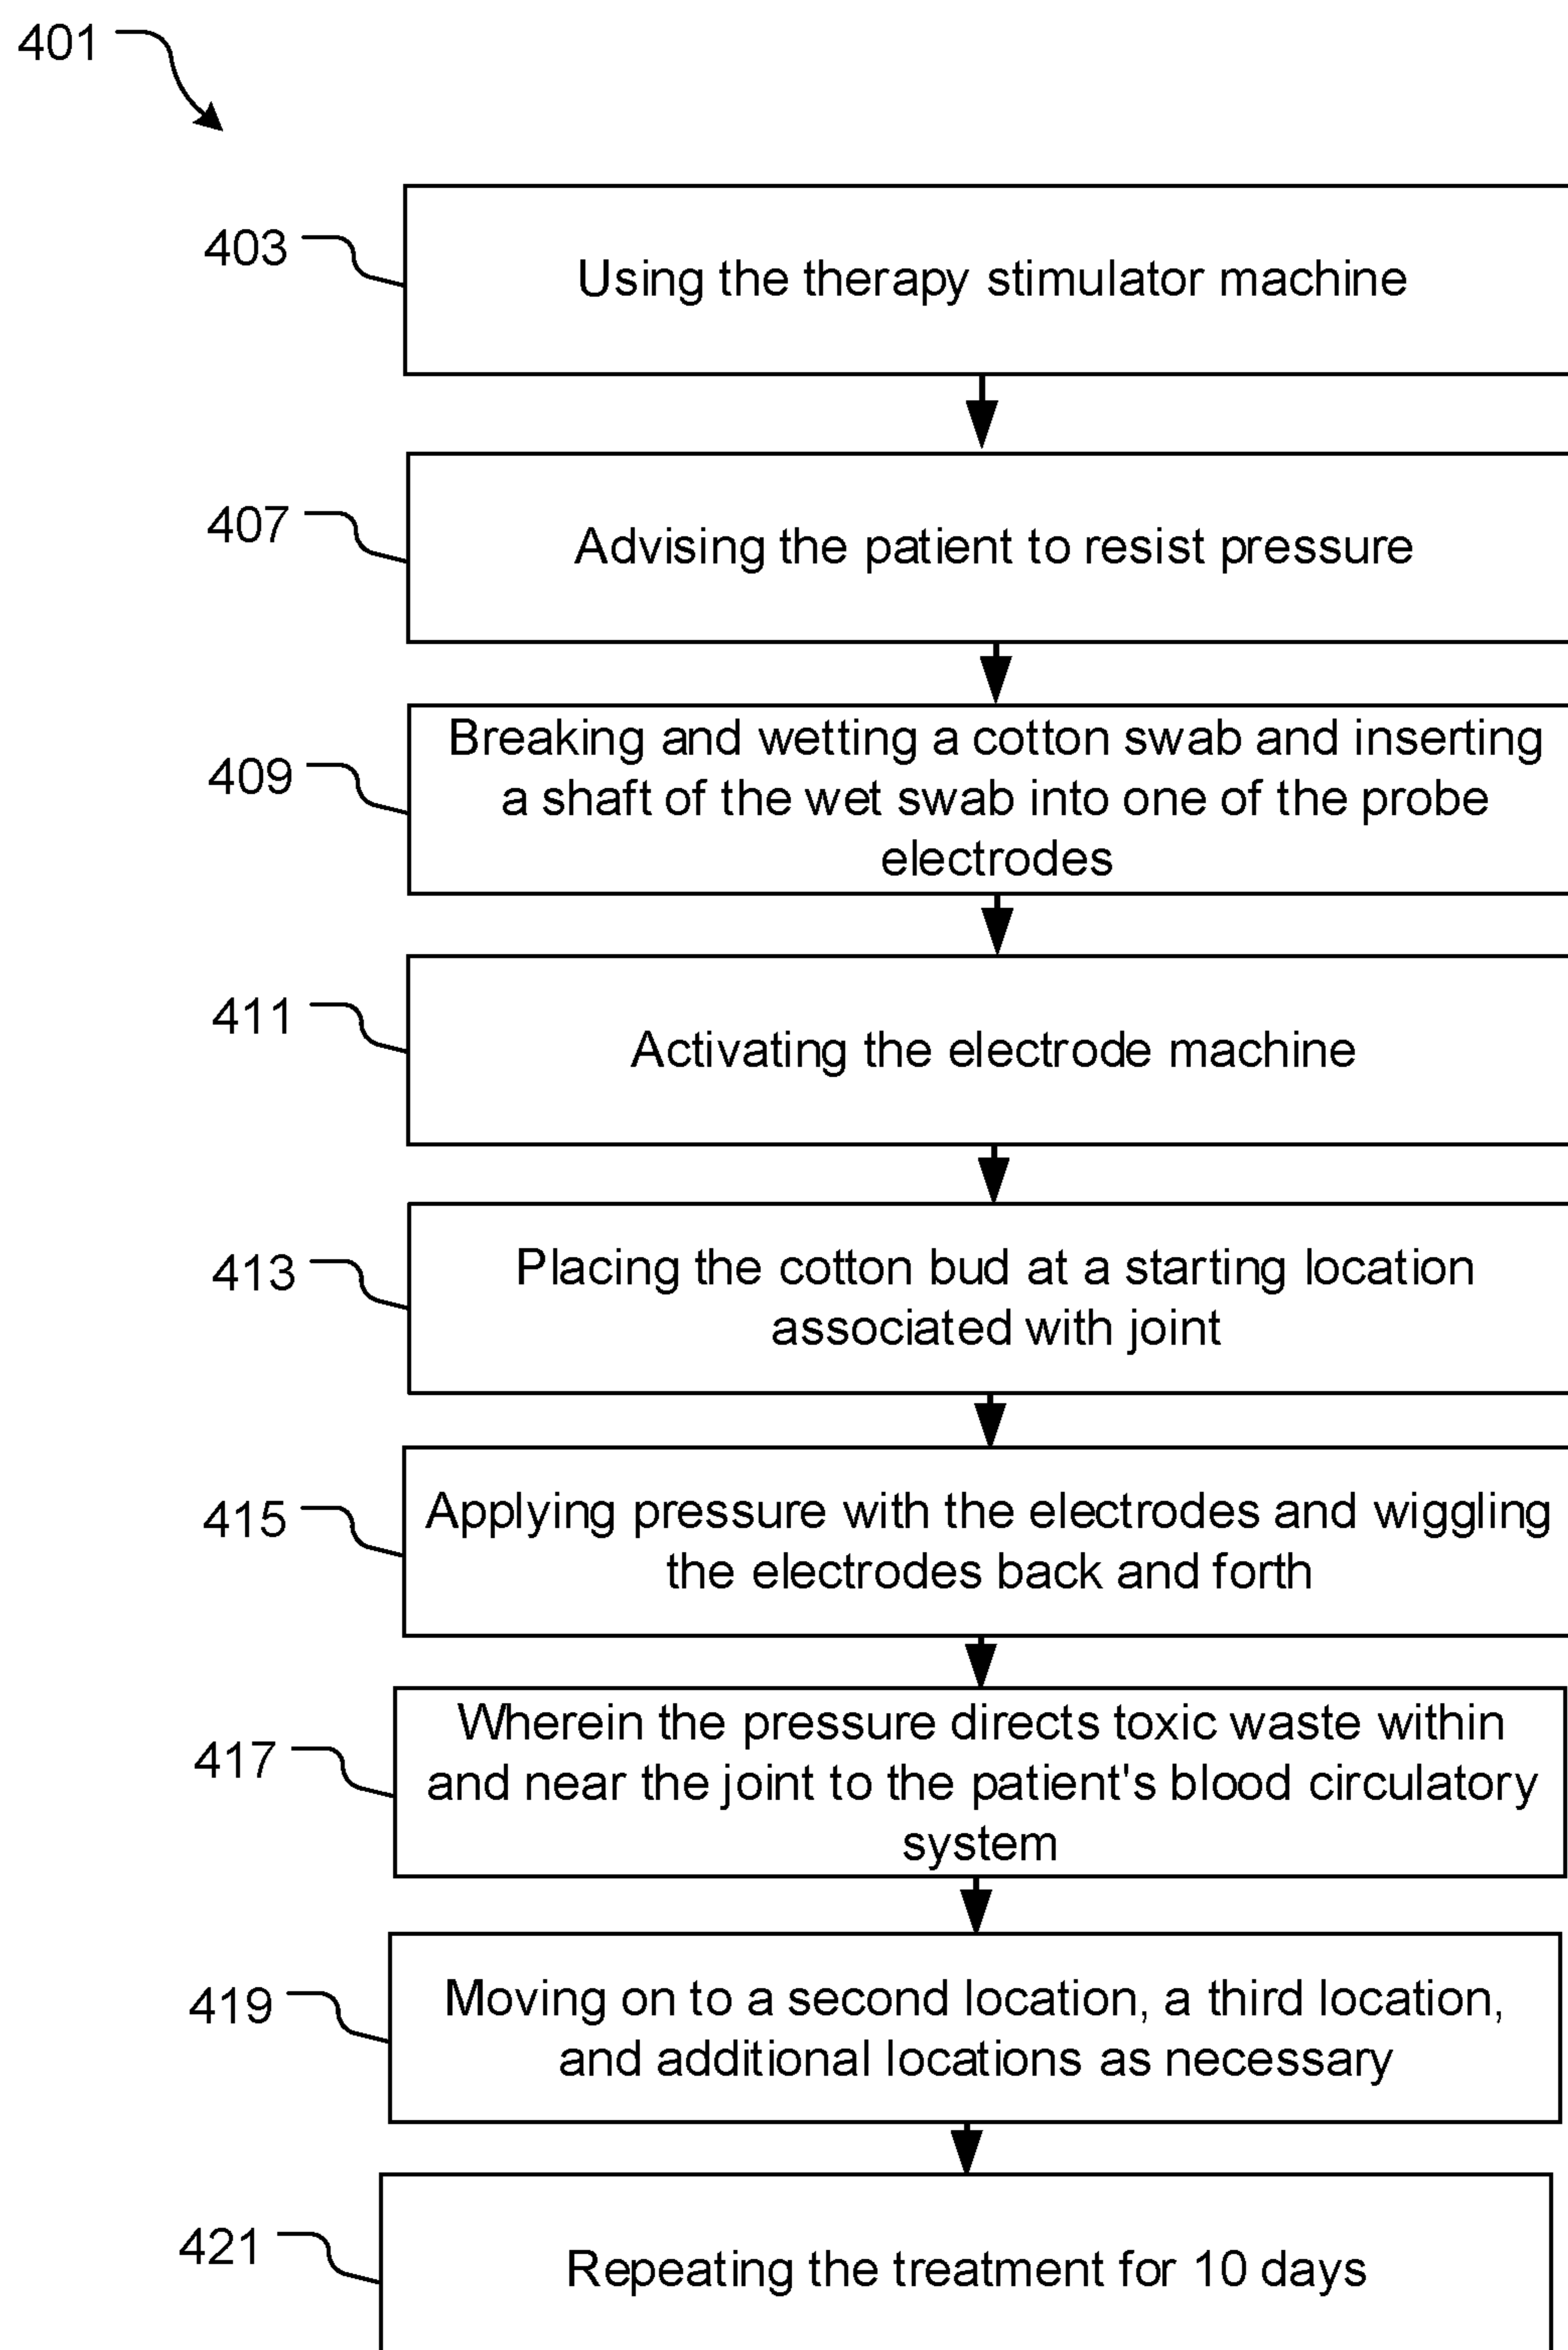 401
403
Using the therapy stimulator machine
407
Advising the patient to resist pressure
409
Breaking and wetting a cotton swab and inserting
a shaft of the wet swab into one of the probe
electrodes
411
Activating the electrode machine
413
Placing the cotton bud at a starting location
associated with joint
415
Applying pressure with the electrodes and wiggling
the electrodes back and forth
417
Wherein the pressure directs toxic waste within
and near the joint to the patient's blood circulatory
system
419
Moving on to a second location, a third location,
and additional locations as necessary
421
Repeating the treatment for 10 days